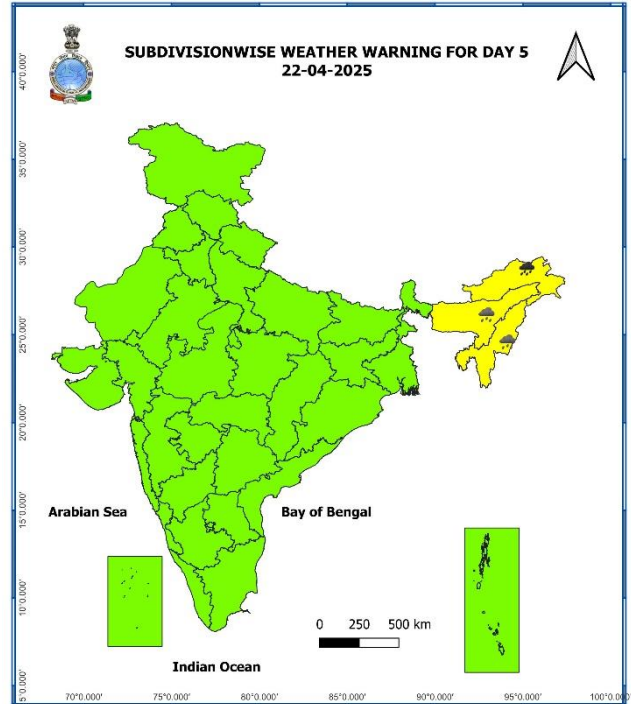 SUBDIVISIONWISE WEATHER WARNING FOR DAY 5
22-04-2025
40°0.000'
35°0.000'
30°0.000'
25°0.000'
20°0.000'
15°0.000'
10°0.000'
5°0.000'
Arabian Sea
Bay of Bengal
0 250 500 km
Indian Ocean
70°0.000' 75°0.000' 80°0.000' 85°0.000' 90°0.000' 95°0.000' 100°0.000'